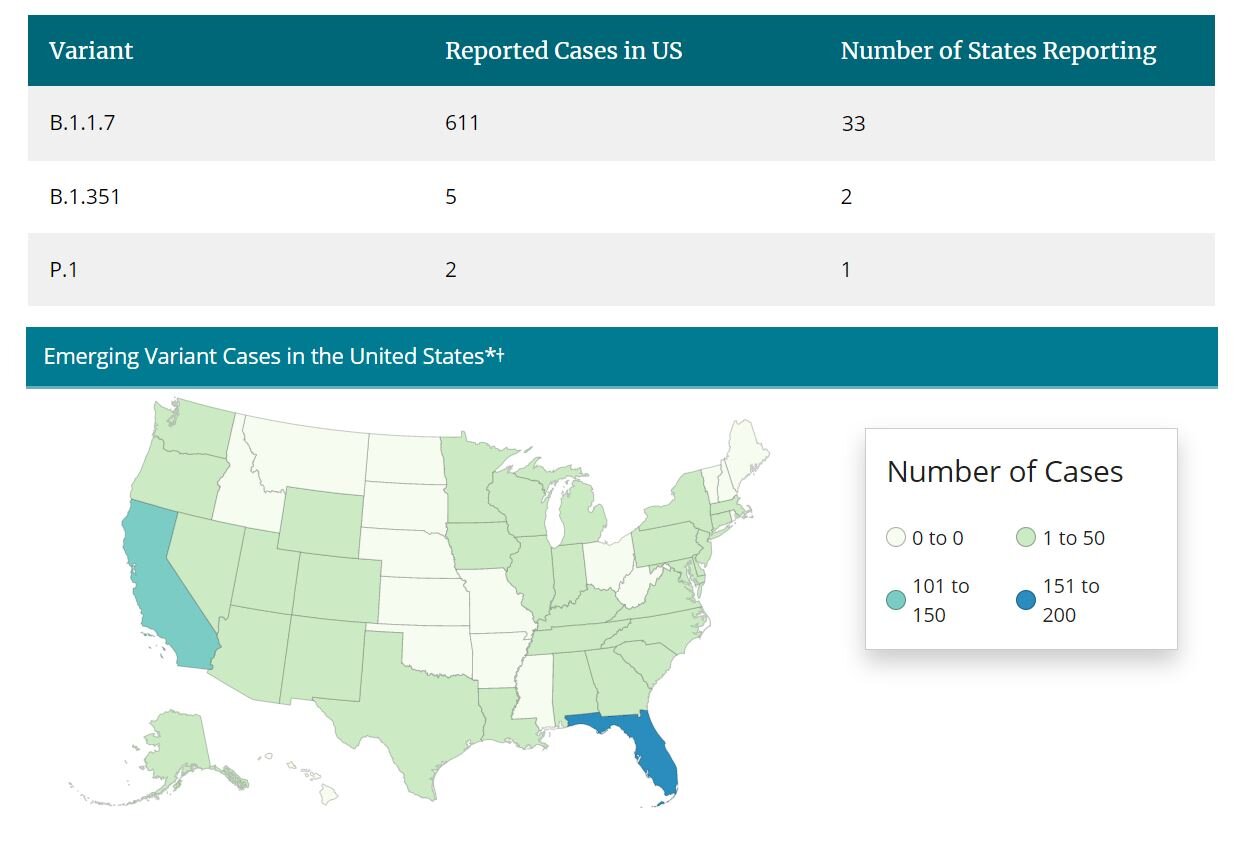 Variant Reported Cases in US Number of States Reporting
B.1.1.7 611 33
B.1.351 5 2
P.1 2 1
Emerging Variant Cases in the United States*†
Number of Cases
0 to 0 1 to 50
101 to 150 151 to 200